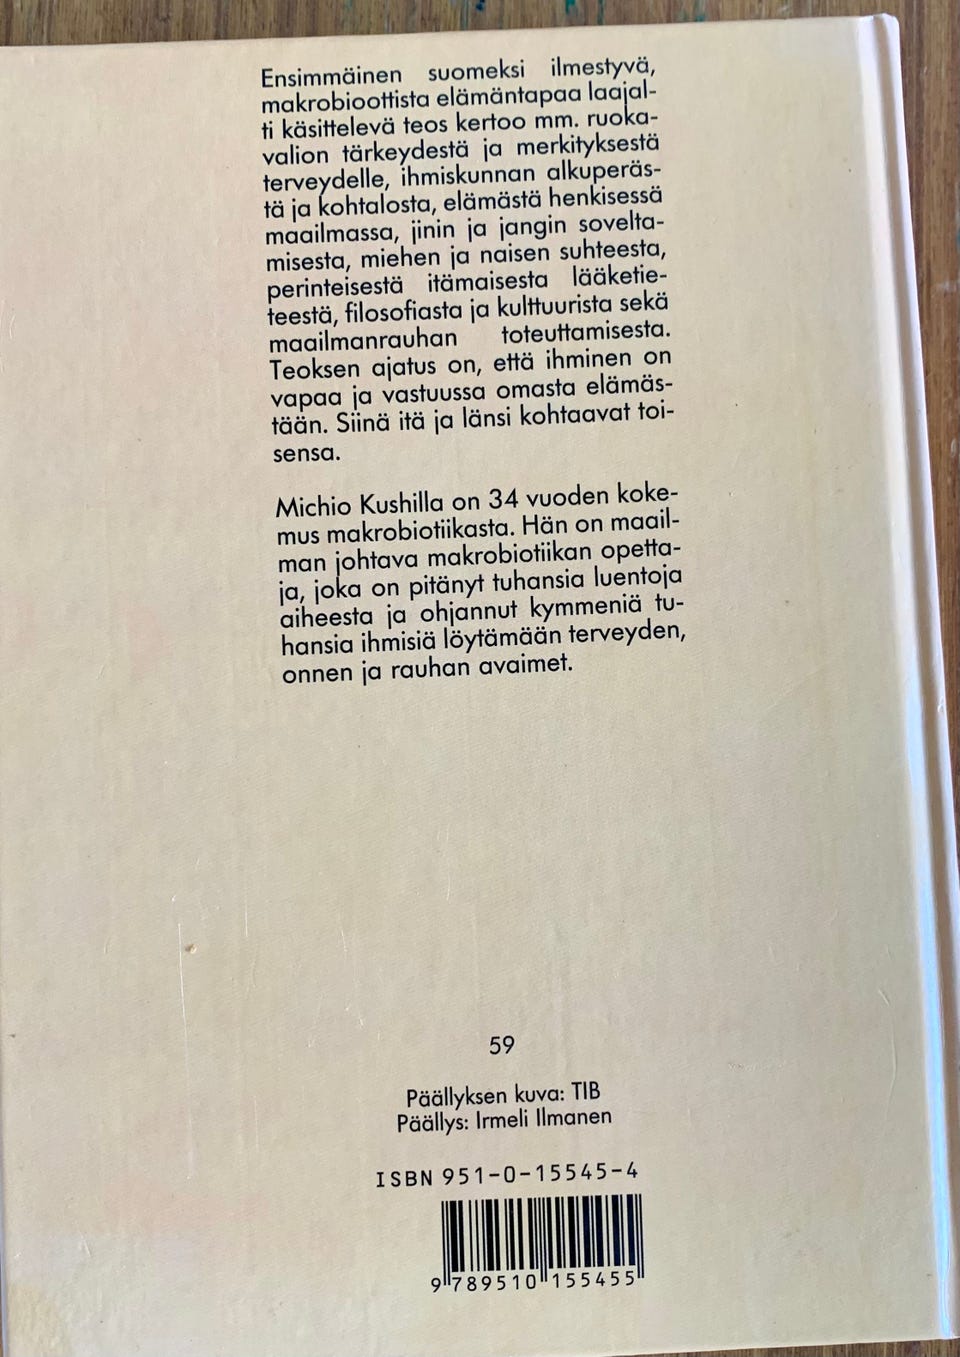 Ensimmäinen suomeksi ilmestyvä,
makrobioottista elämäntapaa laajal-
ti käsittelevä teos kertoo mm. ruoka-
valion tärkeydestä ja merkityksestä
terveydelle, ihmiskunnan alkuperäs-
tä ja kohtalosta, elämästä henkisessä
maailmassa, jinin ja jangin sovelta-
misesta, miehen ja naisen suhteesta,
perinteisestä itämaisesta lääketie-
teestä, filosofiasta ja kulttuurista sekä
maailmanrauhan toteuttamisesta.
Teoksen ajatus on, että ihminen on
vapaa ja vastuussa omasta elämäs-
tään. Siinä itä ja länsi kohtaavat toi-
sensa.
Michio Kushilla on 34 vuoden koke-
mus makrobiotiikasta. Hän on maail-
man johtava makrobiotiikan opetta-
ja, joka on pitänyt tuhansia luentoja
aiheesta ja ohjannut kymmeniä tu-
hansia ihmisiä löytämään terveyden,
onnen ja rauhan avaimet.
59
Päällyksen kuva: TIB
Päällys: Irmeli Ilmanen
ISBN 951-0-15545-4
9 789510 155455